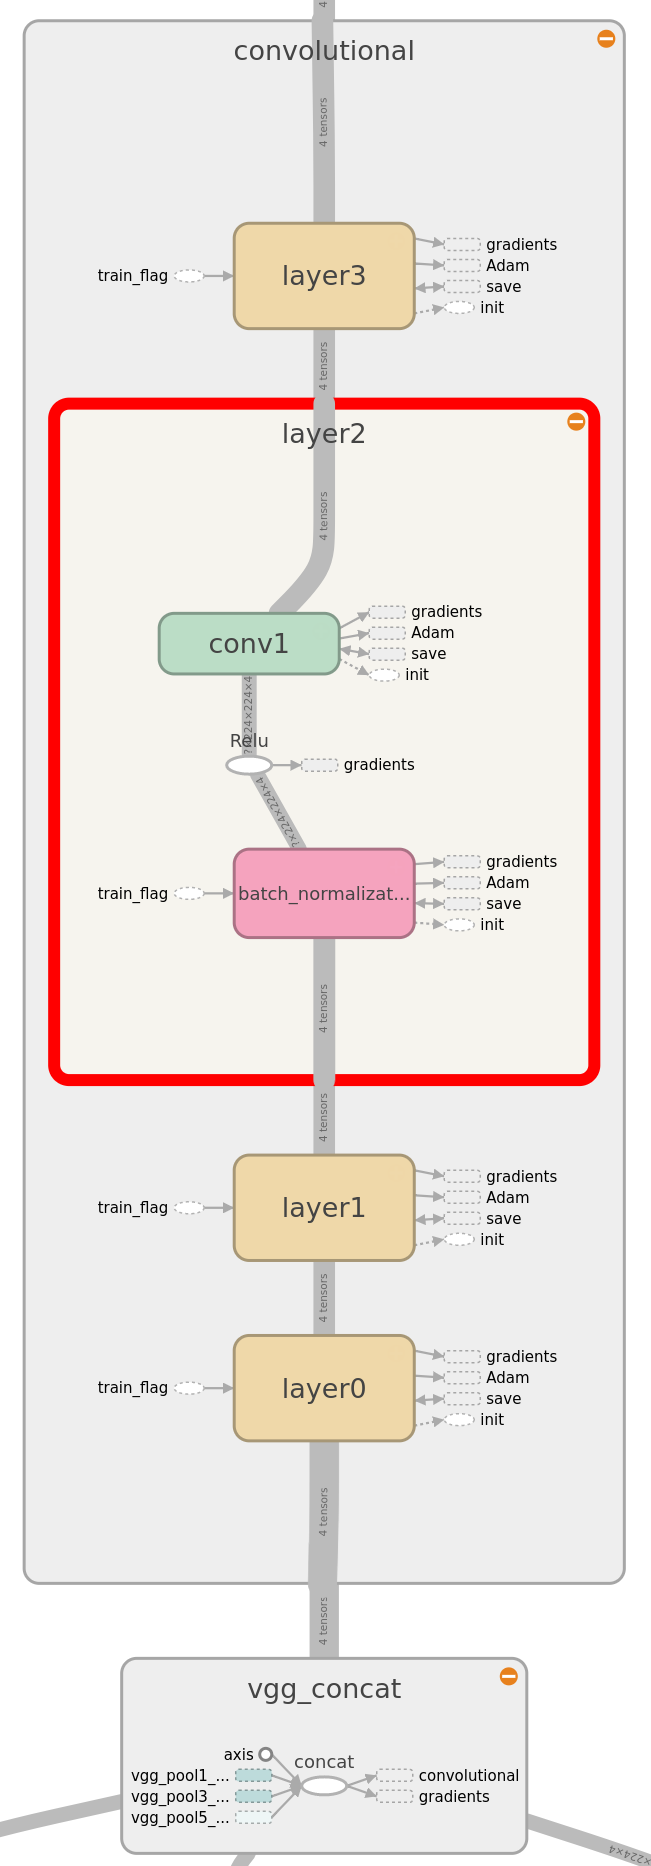 4
convolutional
4 tensors
layer3
train_flag
gradients
Adam
save
init
4 tensors
layer2
4 tensors
conv1
gradients
Adam
save
init
?×224×224×4
Relu
gradients
?×224×224×4
batch_normalizat...
train_flag
gradients
Adam
save
init
4 tensors
4 tensors
layer1
train_flag
gradients
Adam
save
init
4 tensors
layer0
train_flag
gradients
Adam
save
init
4 tensors
4 tensors
vgg_concat
axis
concat
vgg_pool1_...
vgg_pool3_...
vgg_pool5_...
convolutional
gradients
×224×4